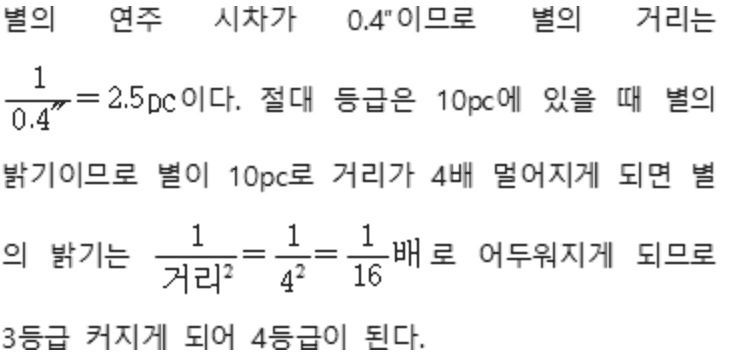 별의 연주 시차가 0.4″이므로 별의 거리는
1/0.4″ = 2.5pc이다. 절대 등급은 10pc에 있을 때 별의
밝기이므로 별이 10pc로 거리가 4배 멀어지게 되면 별
의 밝기는 1/거리² = 1/4² = 1/16 배로 어두워지게 되므로
3등급 커지게 되어 4등급이 된다.